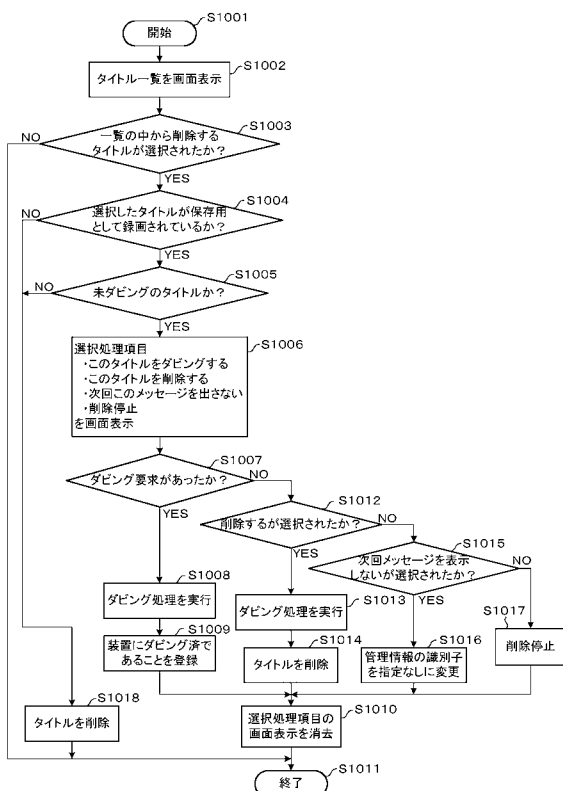 S1001
開始
S1002
タイトル一覧を画面表示
S1003
一覧の中から削除する
タイトルが選択されたか？
NO
YES
S1004
選択したタイトルが保存用
として録画されているか？
NO
YES
S1005
未ダビングのタイトルか？
NO
YES
S1006
選択処理項目
・このタイトルをダビングする
・このタイトルを削除する
・次回このメッセージを出さない
・削除停止
を画面表示
S1007
ダビング要求があったか？
NO
YES
S1012
削除するが選択されたか？
NO
YES
S1015
次回メッセージを表示
しないが選択されたか？
NO
YES
S1008
ダビング処理を実行
S1009
装置にダビング済で
あることを登録
S1013
ダビング処理を実行
S1014
タイトルを削除
S1016
管理情報の識別子
を指定なしに変更
S1017
削除停止
S1018
タイトルを削除
S1010
選択処理項目の
画面表示を消去
S1011
終了